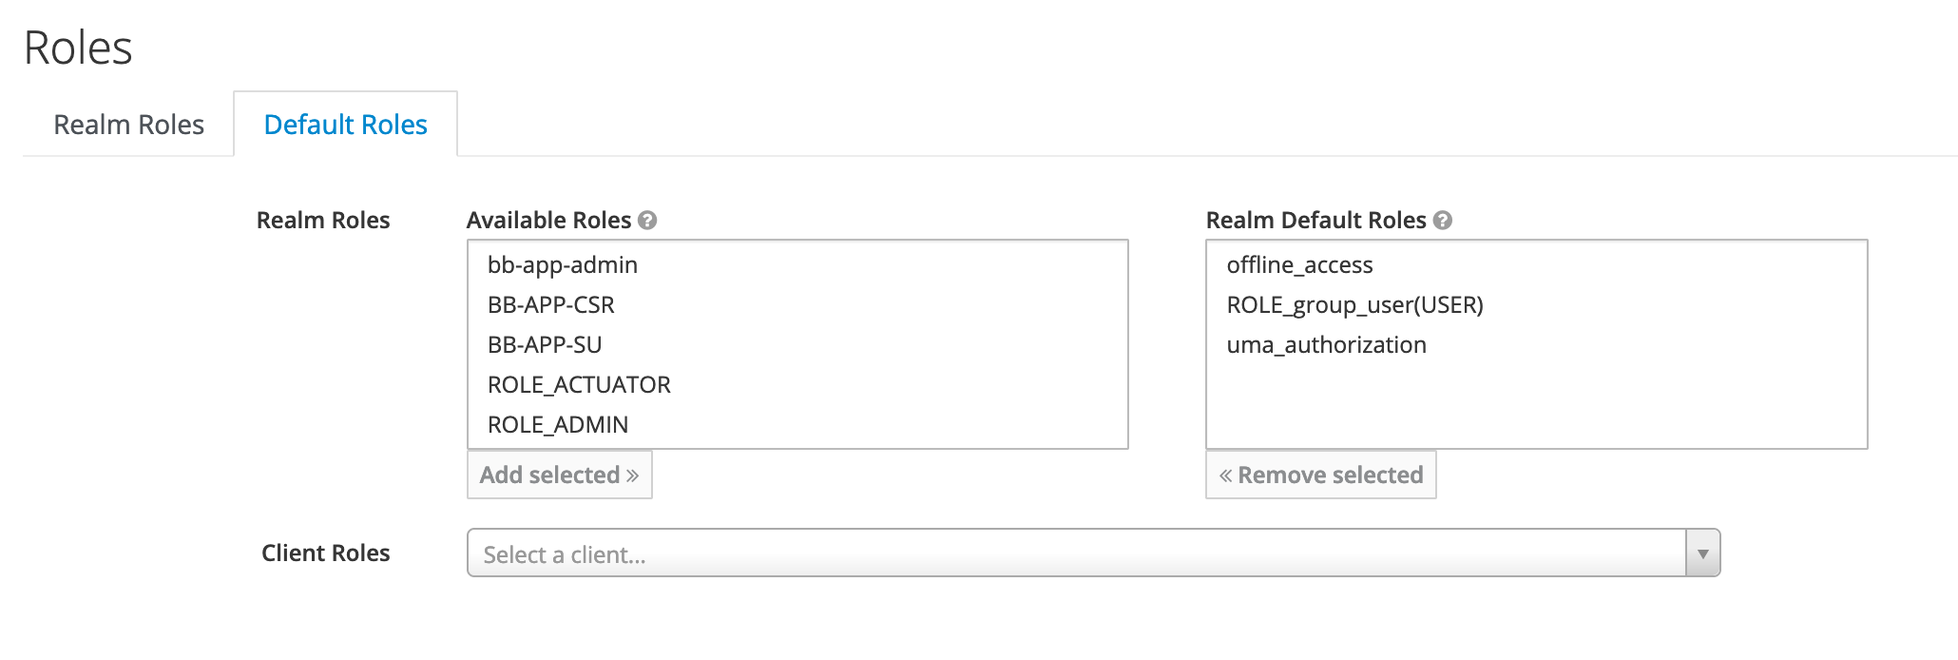 Roles
Realm Roles
Default Roles
Realm Roles
Available Roles
bb-app-admin
BB-APP-CSR
BB-APP-SU
ROLE_ACTUATOR
ROLE_ADMIN
Add selected »
Realm Default Roles
offline_access
ROLE_group_user(USER)
uma_authorization
« Remove selected
Client Roles
Select a client...